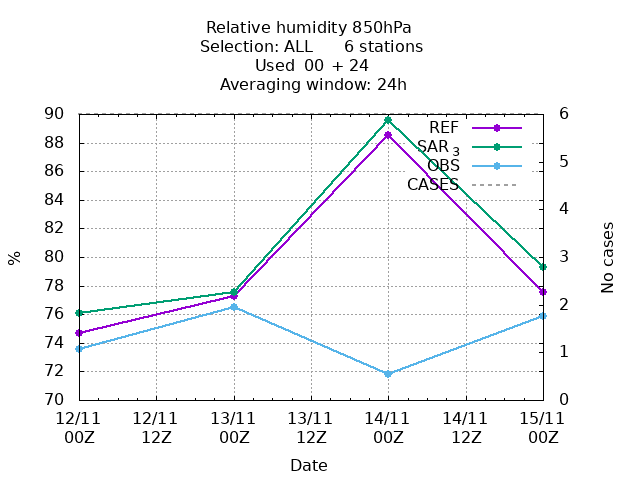 Relative humidity 850hPa
Selection: ALL      6 stations
Used  00 + 24
Averaging window: 24h
90
88
86
84
82
80
78
76
74
72
70
%
6
5
4
3
2
1
0
No cases
REF
SAR 3
OBS
CASES
12/11 12/11 13/11 13/11 14/11 14/11 15/11
00Z 12Z 00Z 12Z 00Z 12Z 00Z
Date